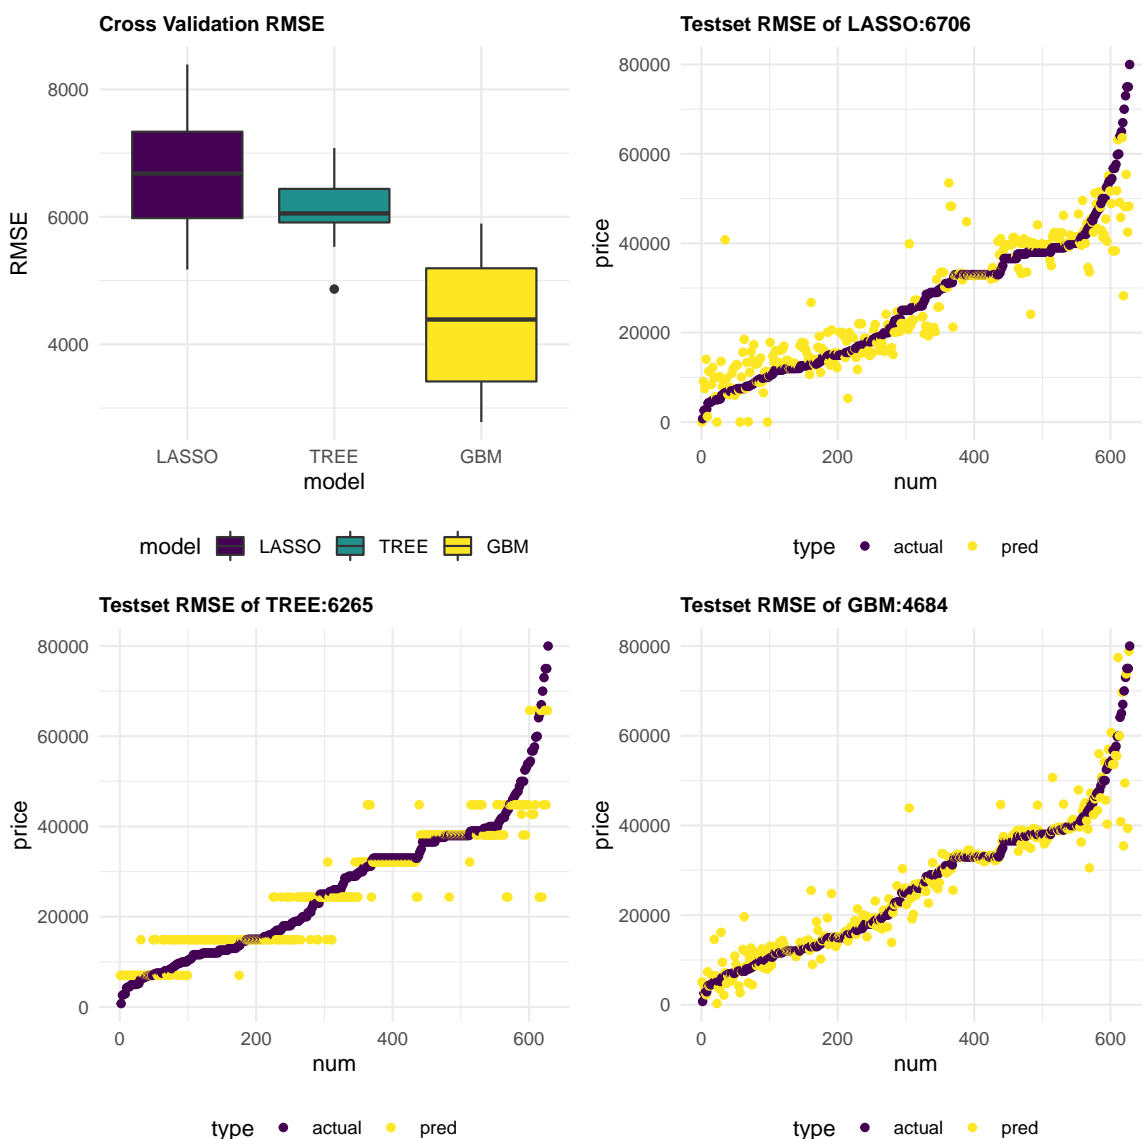 Cross Validation RMSE
8000
6000
4000
RMSE
LASSO TREE GBM
model
model LASSO TREE GBM
Testset RMSE of LASSO:6706
80000
60000
40000
20000
0
price
0 200 400 600
num
type actual pred
Testset RMSE of TREE:6265
80000
60000
40000
20000
0
price
0 200 400 600
num
type actual pred
Testset RMSE of GBM:4684
80000
60000
40000
20000
0
price
0 200 400 600
num
type actual pred